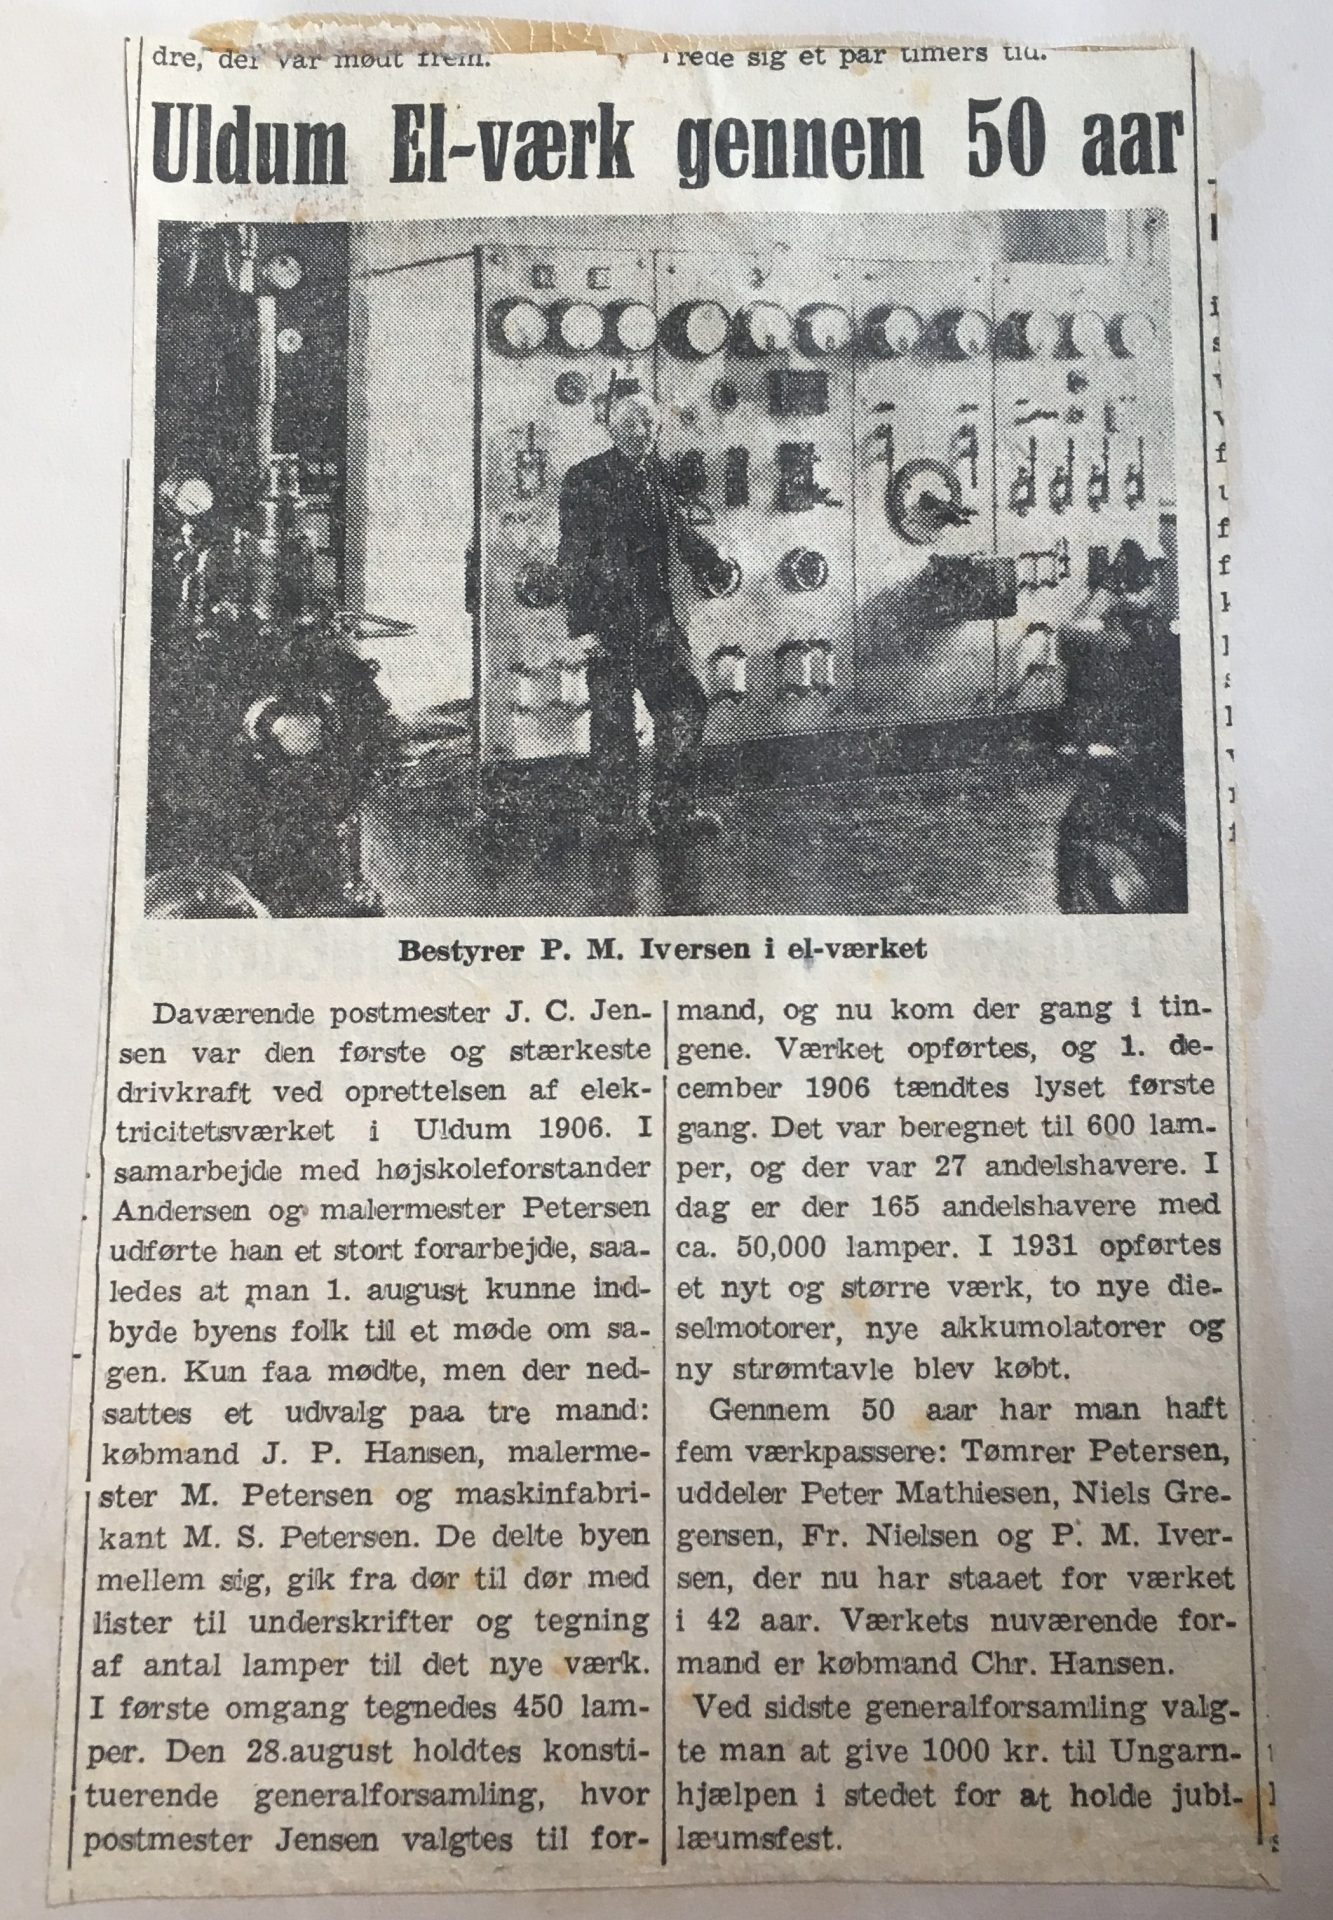 dre, der var mødt frem.
rede sig et par timers tid.
Uldum El-værk gennem 50 aar
Bestyrer P. M. Iversen i el-værket
Daværende postmester J. C. Jen-
sen var den første og stærkeste
drivkraft ved oprettelsen af elek-
tricitetsværket i Uldum 1906. I
samarbejde med højskoleforstander
Andersen og malermester Petersen
udførte han et stort forarbejde, saa-
ledes at man 1. august kunne ind-
byde byens folk til et møde om sa-
gen. Kun faa mødte, men der ned-
sattes et udvalg paa tre mand:
købmand J. P. Hansen, malerme-
ster M. Petersen og maskinfabri-
kant M. S. Petersen. De delte byen
mellem sig, gik fra dør til dør med
lister til underskrifter og tegning
af antal lamper til det nye værk.
I første omgang tegnedes 450 lam-
per. Den 28.august holdtes konsti-
tuerende generalforsamling, hvor
postmester Jensen valgtes til for-
mand, og nu kom der gang i tin-
gene. Værket opførtes, og 1. de-
cember 1906 tændtes lyset første
gang. Det var beregnet til 600 lam-
per, og der var 27 andelshavere. I
dag er der 165 andelshavere med
ca. 50,000 lamper. I 1931 opførtes
et nyt og større værk, to nye die-
selmotorer, nye akkumolatorer og
ny strømtavle blev købt.
Gennem 50 aar har man haft
fem værkpassere: Tømrer Petersen,
uddeler Peter Mathiesen, Niels Gre-
gensen, Fr. Nielsen og P. M. Iver-
sen, der nu har staaet for værket
i 42 aar. Værkets nuværende for-
mand er købmand Chr. Hansen.
Ved sidste generalforsamling valg-
te man at give 1000 kr. til Ungarn-
hjælpen i stedet for at holde jubi-
læumsfest.